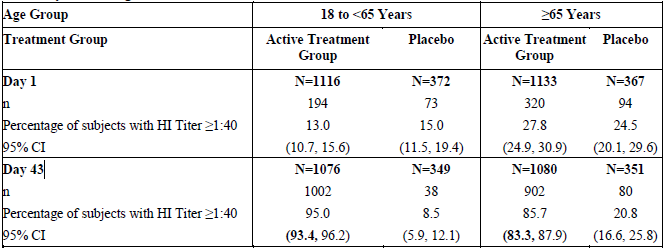 Age Group 18 to <65 Years ≥65 Years
Treatment Group Active Treatment Group Placebo Active Treatment Group Placebo
Day 1 N=1116 N=372 N=1133 N=367
n 194 73 320 94
Percentage of subjects with HI Titer ≥1:40 13.0 15.0 27.8 24.5
95% CI (10.7, 15.6) (11.5, 19.4) (24.9, 30.9) (20.1, 29.6)
Day 43 N=1076 N=349 N=1080 N=351
n 1002 38 902 80
Percentage of subjects with HI Titer ≥1:40 95.0 8.5 85.7 20.8
95% CI (93.4, 96.2) (5.9, 12.1) (83.3, 87.9) (16.6, 25.8)